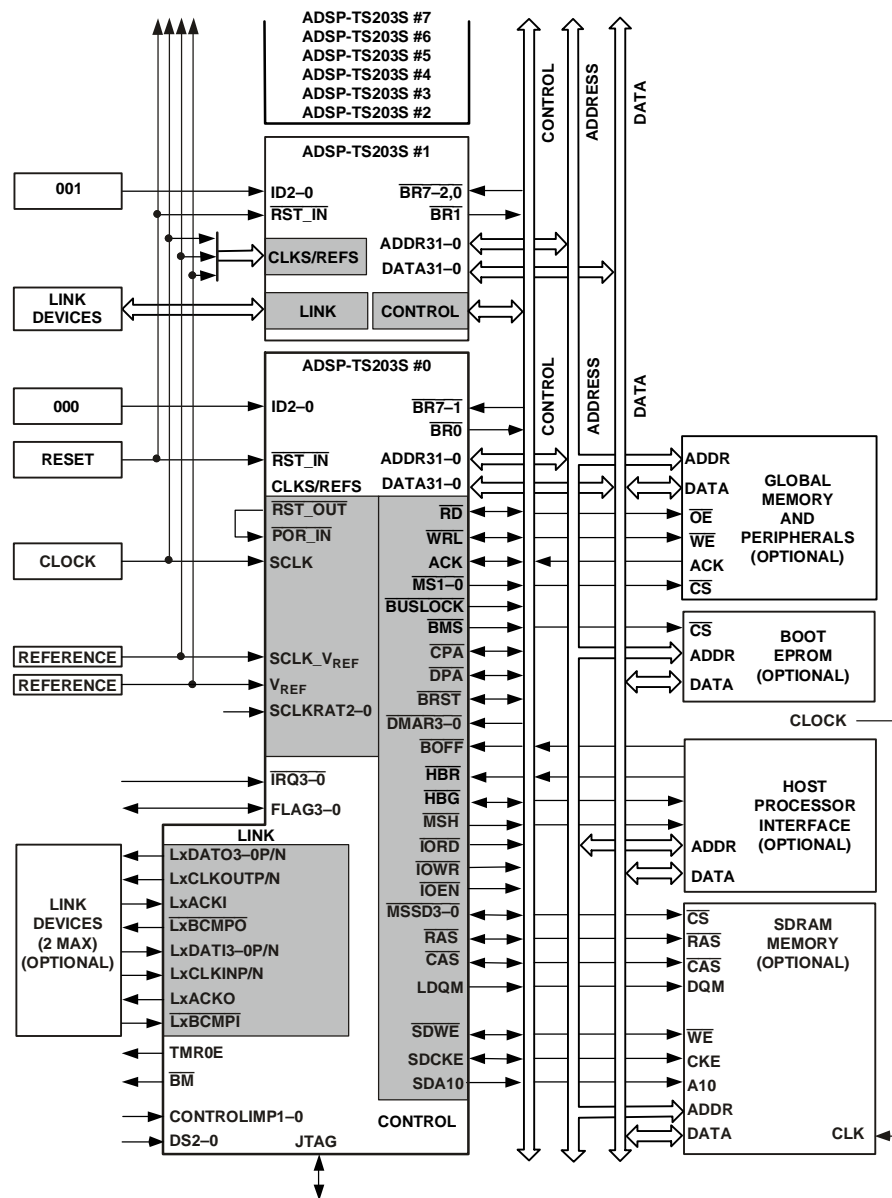 ADSP-TS203S #7
ADSP-TS203S #6
ADSP-TS203S #5
ADSP-TS203S #4
ADSP-TS203S #3
ADSP-TS203S #2
CONTROL
ADDRESS
DATA
ADSP-TS203S #1
001
ID2–0
BR7–2,0
RST_IN
BR1
ADDR31–0
CLKS/REFS
DATA31–0
LINK
DEVICES
LINK
CONTROL
ADSP-TS203S #0
CONTROL
ADDRESS
DATA
000
ID2–0
BR7–1
BR0
RESET
RST_IN
ADDR31–0
CLKS/REFS
DATA31–0
RST_OUT
POR_IN
CLOCK
SCLK
REFERENCE
SCLK_VREF
REFERENCE
VREF
SCLKRAT2–0
IRQ3–0
FLAG3–0
RD
WRL
ACK
MS1–0
BUSLOCK
BMS
CPA
DPA
BRST
DMAR3–0
BOFF
HBR
HBG
MSH
IORD
IOWR
IOEN
MSSD3–0
RAS
CAS
LDQM
SDWE
SDCKE
SDA10
CONTROL
LINK
LINK
DEVICES
(2 MAX)
(OPTIONAL)
LxDATO3–0P/N
LxCLKOUTP/N
LxACKI
LxBCMPO
LxDATI3–0P/N
LxCLKINP/N
LxACKO
LxBCMPI
TMR0E
BM
CONTROLIMP1–0
DS2–0
JTAG
ADDR
DATA
OE
WE
ACK
CS
GLOBAL
MEMORY
AND
PERIPHERALS
(OPTIONAL)
CS
ADDR
DATA
BOOT
EPROM
(OPTIONAL)
CLOCK
HOST
PROCESSOR
INTERFACE
(OPTIONAL)
ADDR
DATA
SDRAM
MEMORY
(OPTIONAL)
CS
RAS
CAS
DQM
WE
CKE
A10
ADDR
DATA
CLK